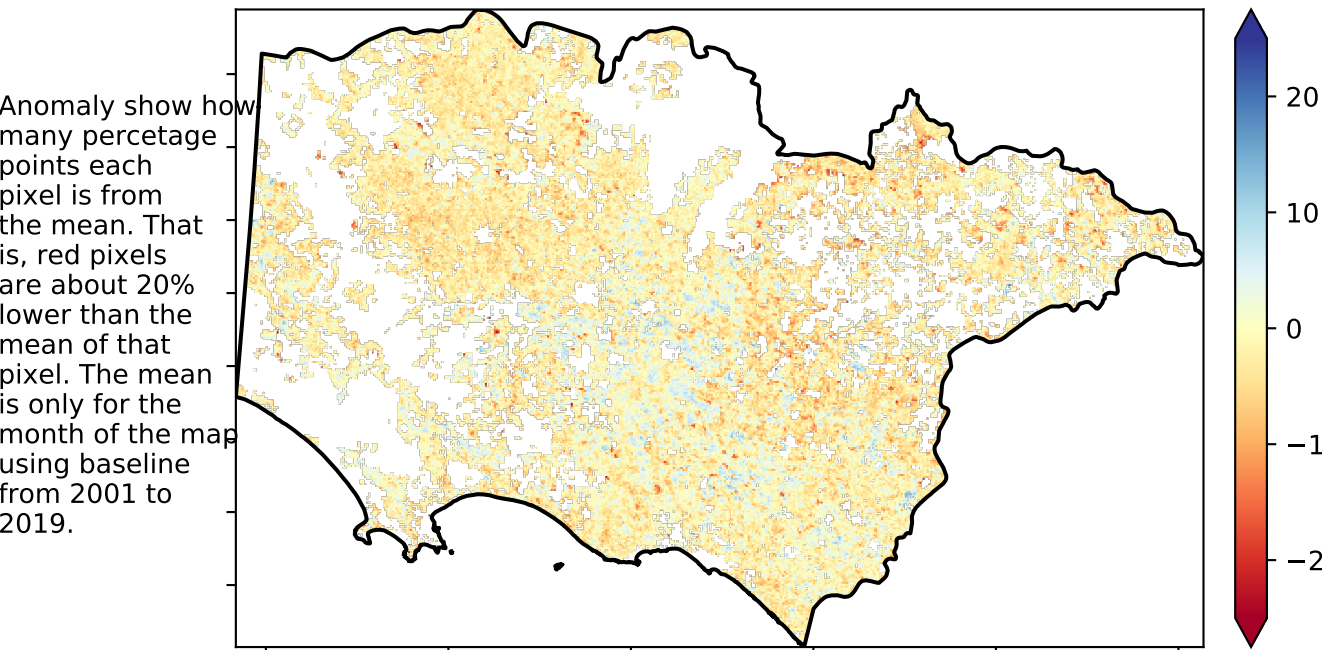 Anomaly show how
many percetage
points each
pixel is from
the mean. That
is, red pixels
are about 20%
lower than the
mean of that
pixel. The mean
is only for the
month of the map
using baseline
from 2001 to
2019.
20
10
0
−1
−2